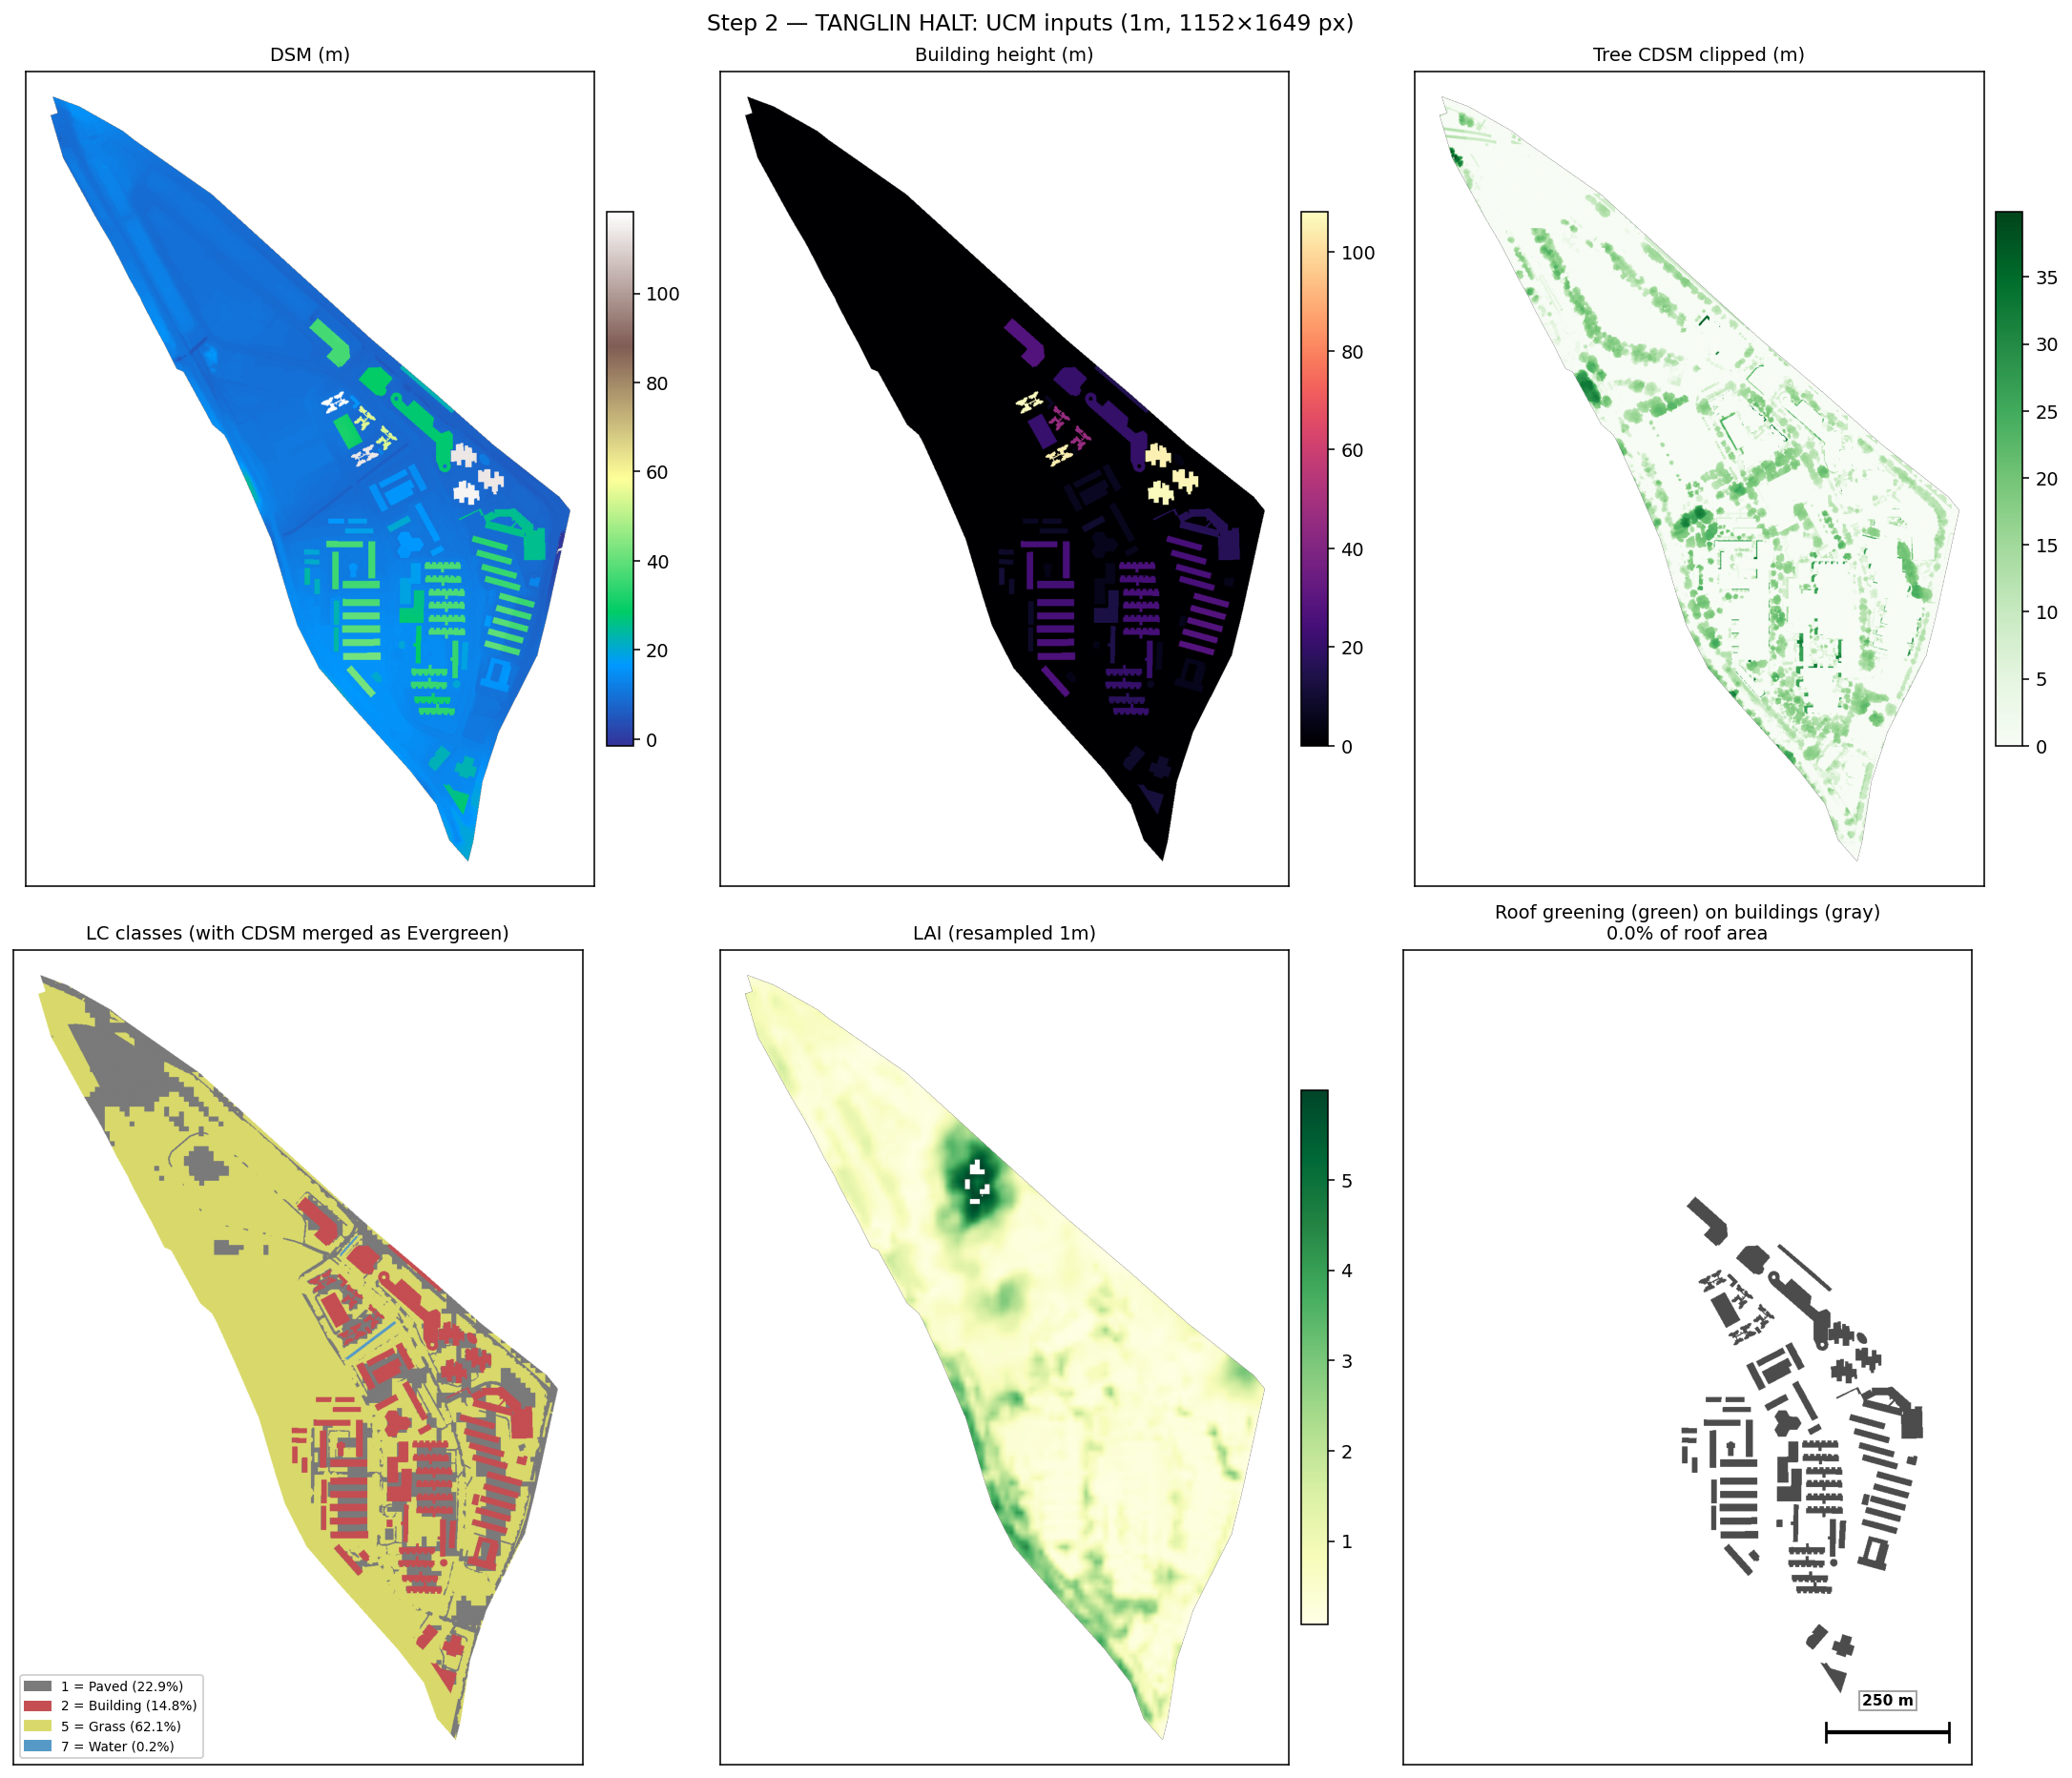 Step 2 — TANGLIN HALT: UCM inputs (1m, 1152×1649 px)
DSM (m)
100
80
60
40
20
0
Building height (m)
100
80
60
40
20
0
Tree CDSM clipped (m)
35
30
25
20
15
10
5
0
LC classes (with CDSM merged as Evergreen)
1 = Paved (22.9%)
2 = Building (14.8%)
5 = Grass (62.1%)
7 = Water (0.2%)
LAI (resampled 1m)
5
4
3
2
1
Roof greening (green) on buildings (gray)
0.0% of roof area
250 m